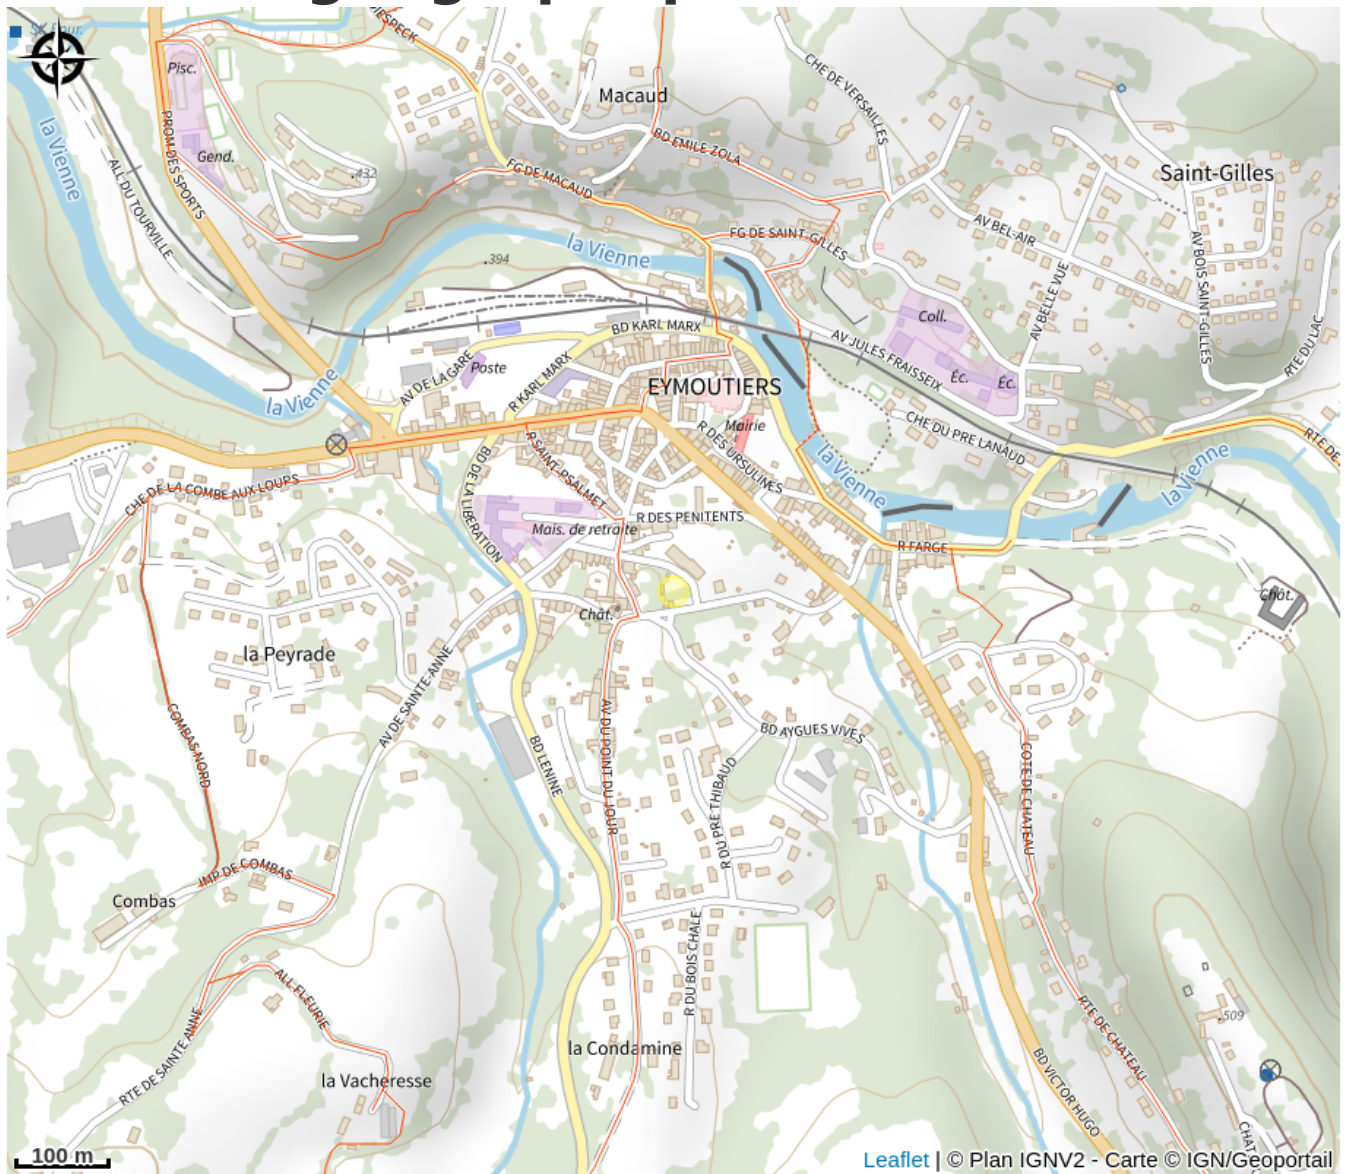 DIESPECK
Pisc.
Macaud
CHE DE VERSAILLES
la Vienne
PROM DES SPORTS
BD EMILE ZOLA
Gend.
.432
FG DE MACAUD
Saint-Gilles
ALL DU TOURVILLE
AV BEL-AIR
FG DE SAINT-GILLES
la Vienne
.394
AV BOIS SAINT-GILLES
AV BELLE VUE
Coll.
BD KARL MARX
AV JULES FRAISSEIX
RTE DU LAC
Poste
AV DE LA GARE
R KARL MARX
EYMOUTIERS
Éc.
Éc.
la Vienne
Mairie
CHE DU PRE LANAUD
RTE DE
R SAINT-PSALMET
R DES URSULINES
la Vienne
la Vienne
BD DE LA LIBERATION
CHE DE LA COMBE AUX LOUPS
R DES PENITENTS
Mais. de retraite
R FARGE
Chât.
Chât.
la Peyrade
AV DE SAINTE-ANNE
COMBAS NORD
BD LENINE
AV DU POINT DU JOUR
BD AYGUES VIVES
R DU PRE THIBAUD
COTE DE CHATEAU
IMP DE COMBAS
Combas
R DU BOIS CHALE
ALL FLEURIE
RTE DE SAINTE ANNE
.509
RTE DE CHATEAU
la Condamine
la Vacheresse
BD VICTOR HUGO
CHAT
100 m
Leaflet | © Plan IGNV2 - Carte © IGN/Geoportail